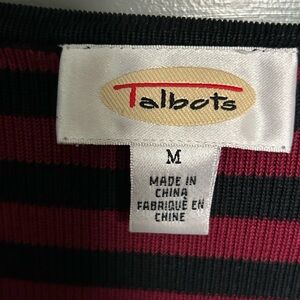 Talbots
M
MADE IN
CHINA
FABRIQUÉ EN
CHINE